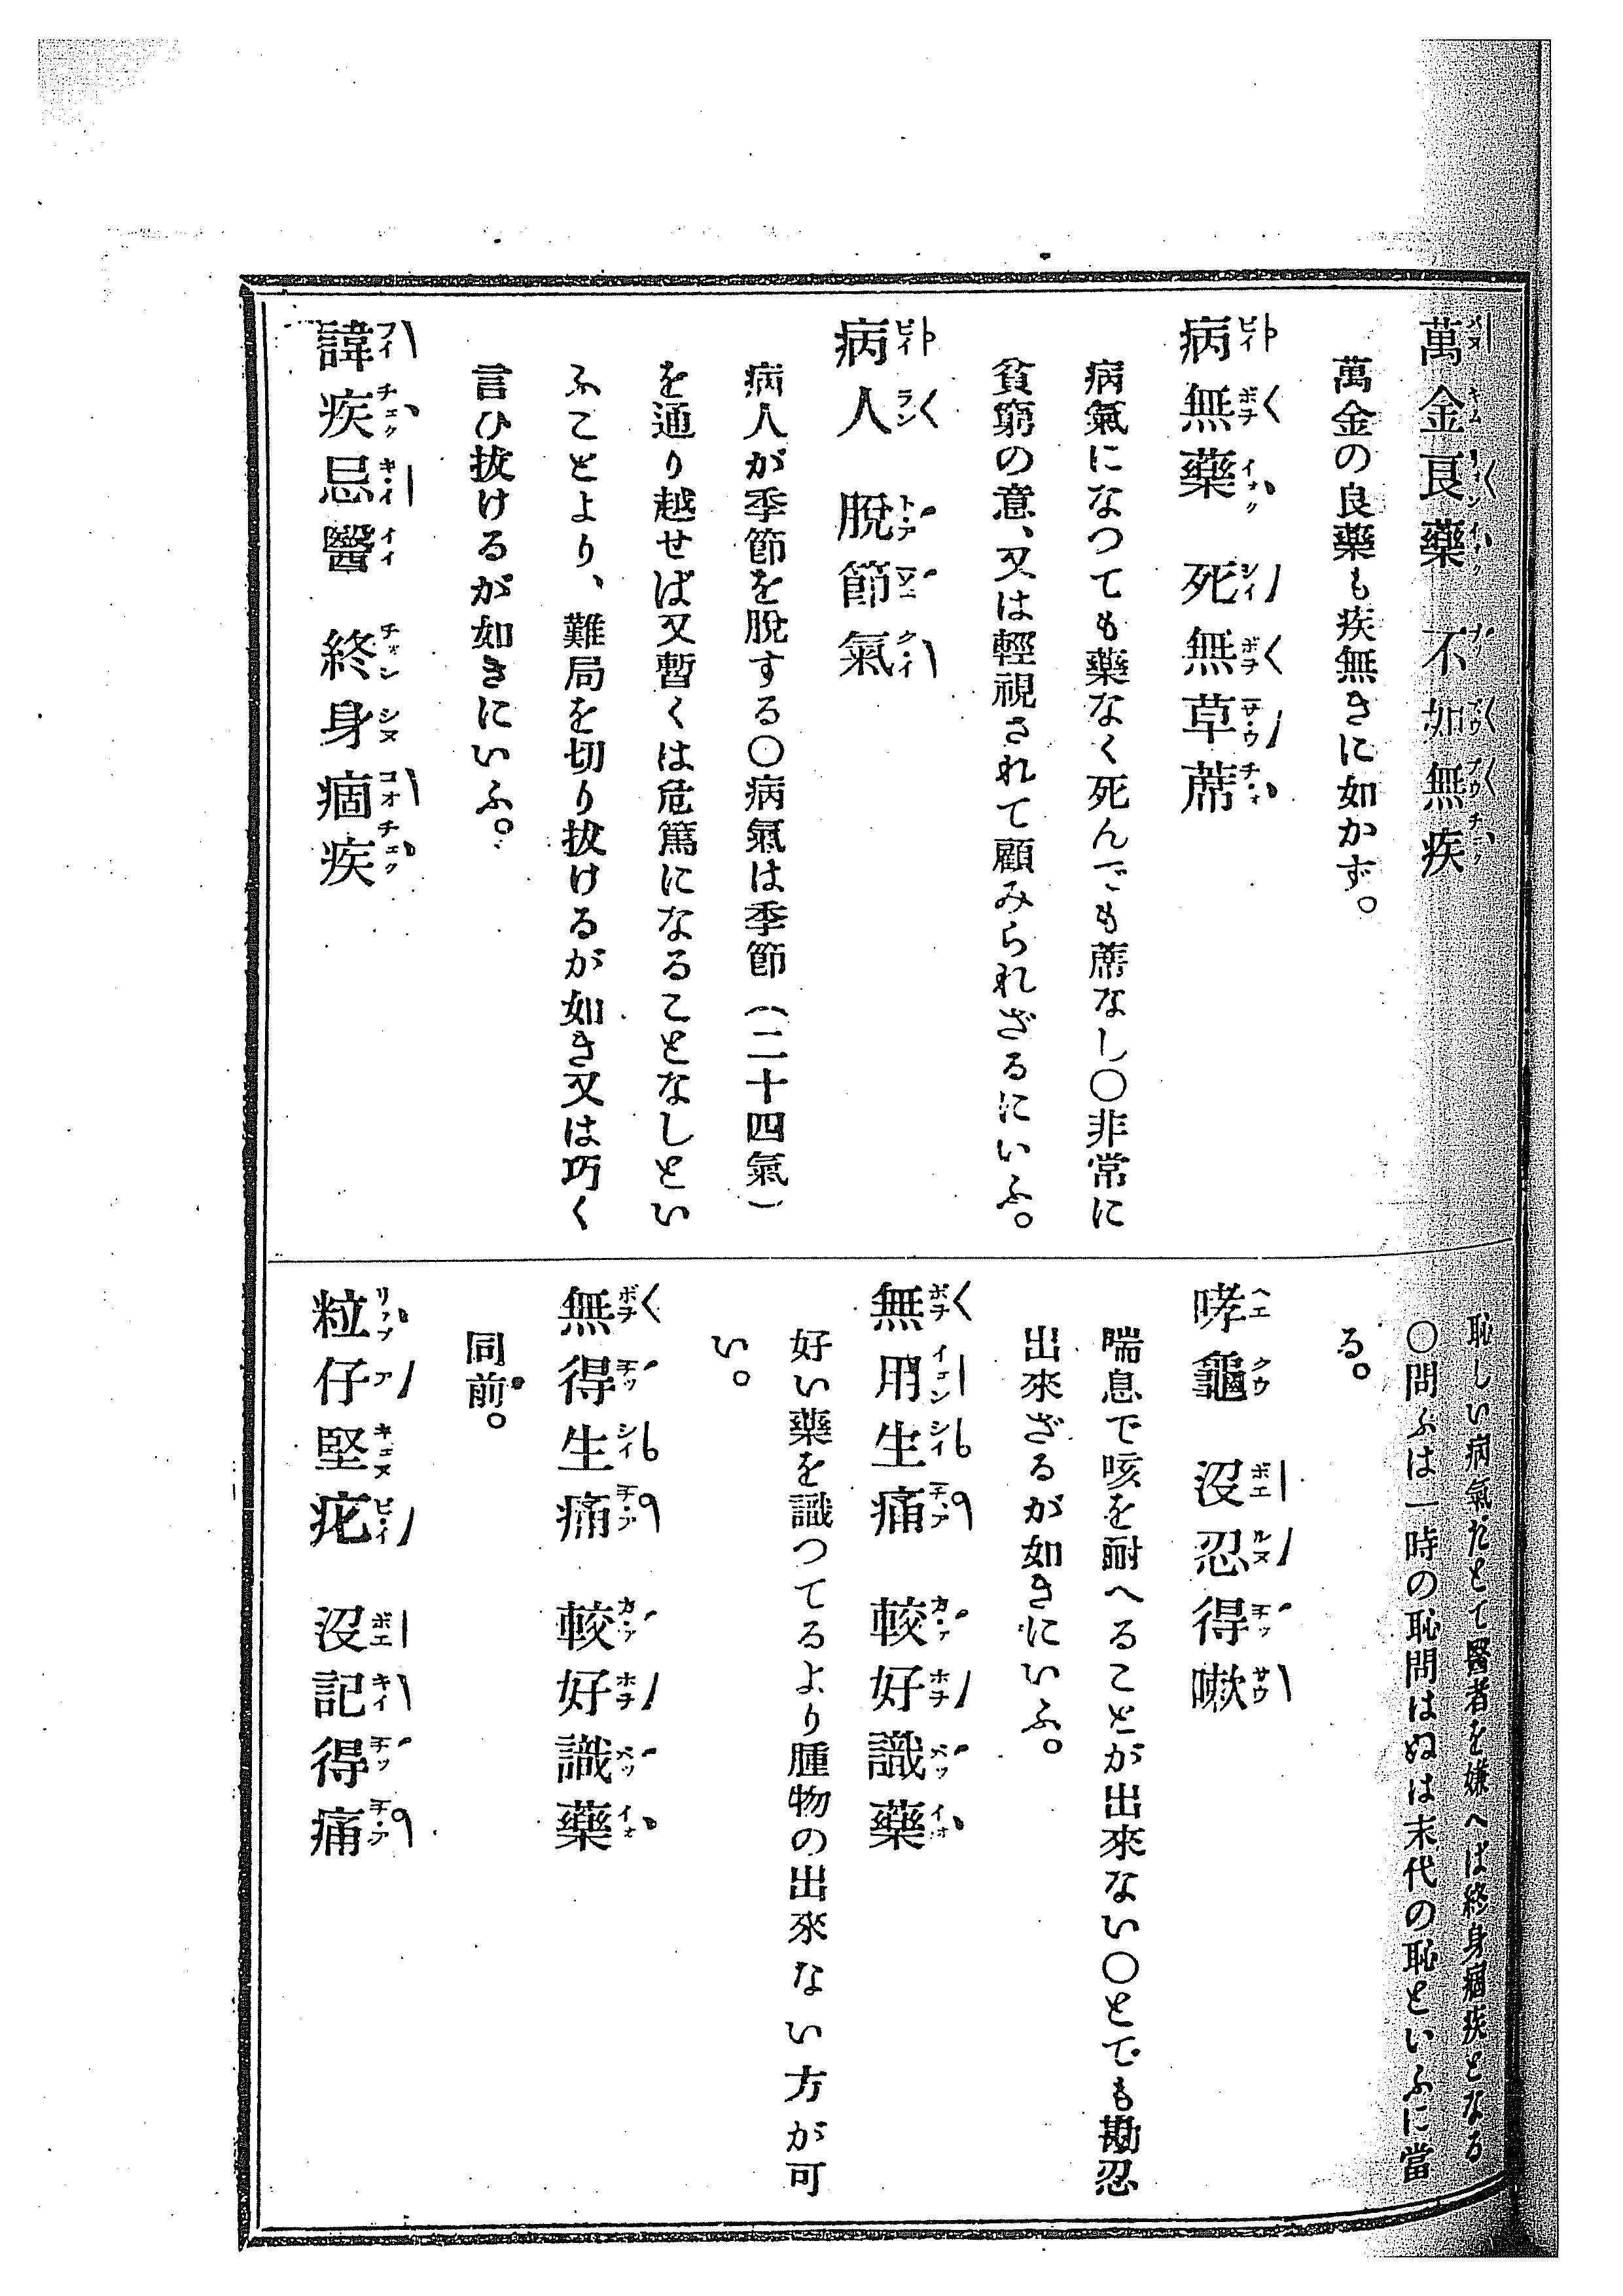 萬金良藥　不如無疾
萬金の良藥も疾無きに如かず。
病無藥　死無草蓆
病氣になつても藥なく死んでも蓆なし〇非常に
貧窮の意、又は輕視されて顧みられざるにいふ。
病人　脫節氣
病人が季節を脫する〇病氣は季節（二十四氣）
を通り越せば又暫くは危篤になることなしとい
ふことより、難局を切り拔けるが如き又は巧く
言ひ拔けるが如きにいふ。
諱疾忌醫　終身痼疾
恥しい病氣だとて醫者を嫌へば終身痼疾となる
〇問ふは一時の恥問はぬは末代の恥といふに當
る。
哮龜　沒忍得嗽
喘息で咳を耐へることが出來ない〇とても勘忍
出來ざるが如きにいふ。
無用生痛　較好識藥
好い藥を識つてるより腫物の出來ない方が可
い。
無得生痛　較好識藥
同前。
粒仔堅疕　沒記得痛